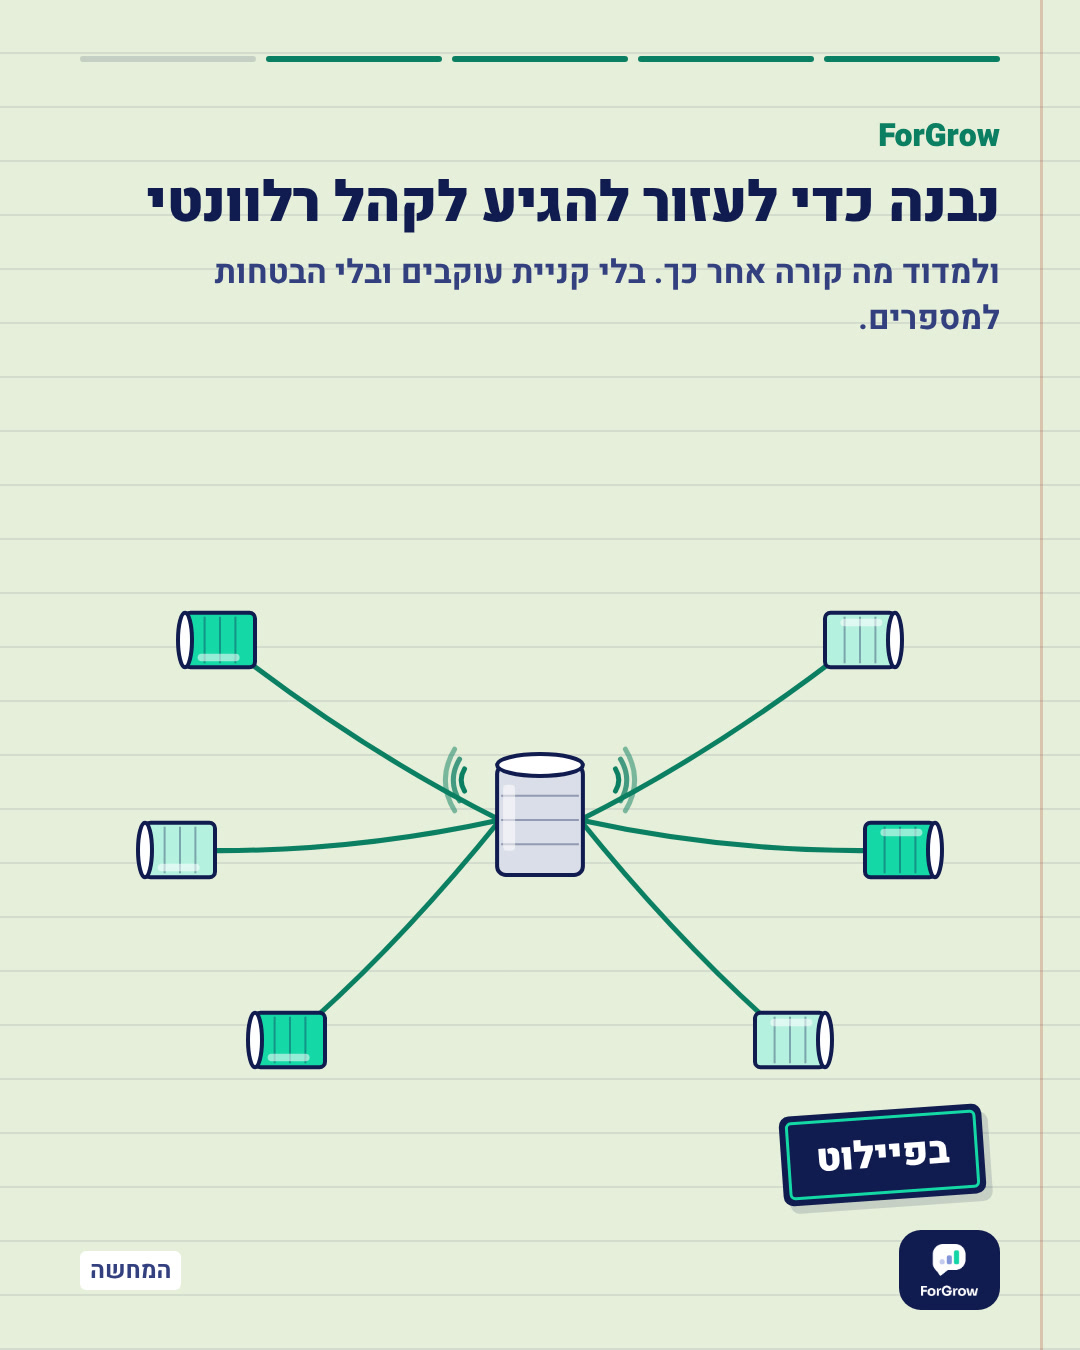 ForGrow
נבנה כדי לעזור להגיע לקהל רלוונטי
ולמדוד מה קורה אחר כך. בלי קניית עוקבים ובלי הבטחות
למספרים.
בפיילוט
ForGrow
המחשה